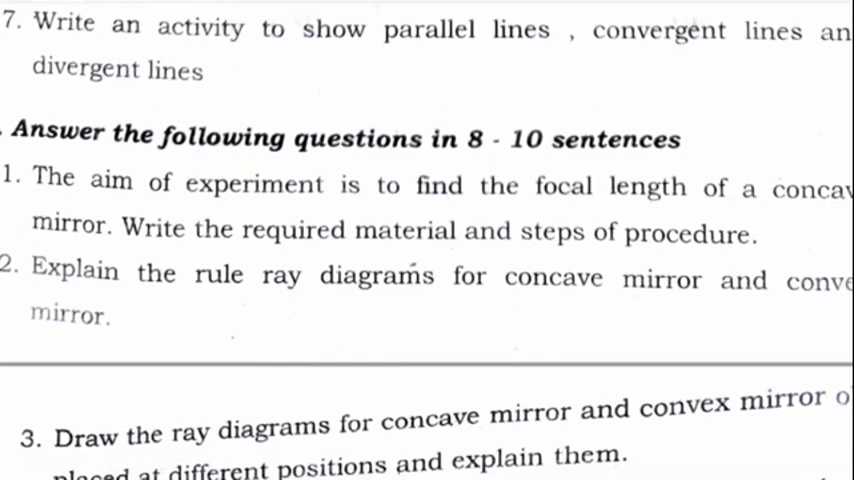 7. Write an activity to show parallel lines , convergent lines an
divergent lines
. Answer the following questions in 8 - 10 sentences
1. The aim of experiment is to find the focal length of a concav
mirror. Write the required material and steps of procedure.
2. Explain the rule ray diagrams for concave mirror and conve
mirror.
3. Draw the ray diagrams for concave mirror and convex mirror o
placed at different positions and explain them.